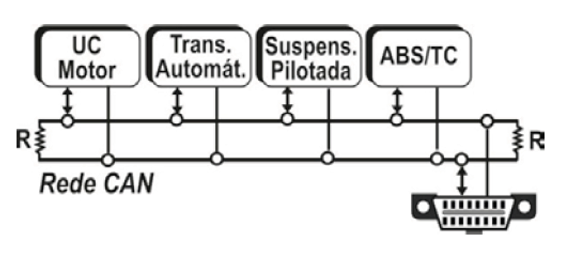 UC
Motor
Trans.
Automát.
Suspens.
Pilotada
ABS/TC
R
R
Rede CAN